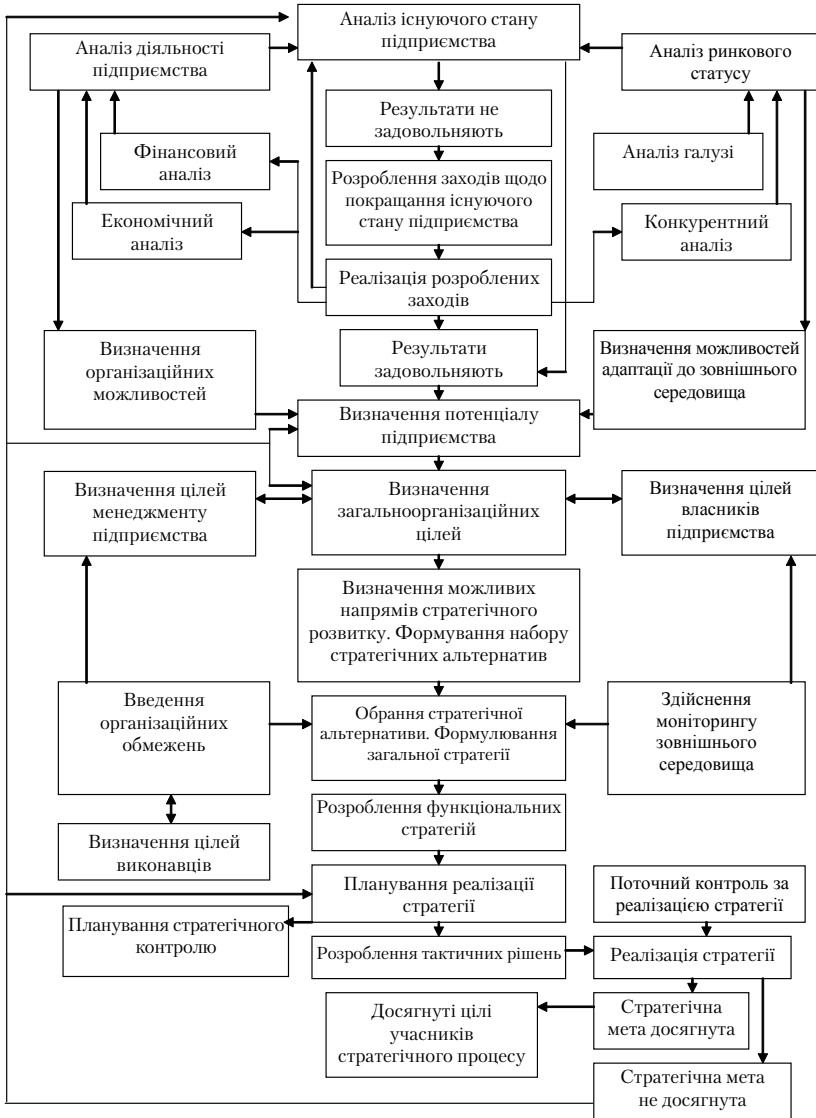 Аналіз існуючого стану
підприємства
Аналіз діяльності
підприємства
Аналіз ринкового
статусу
Результати не
задовольняють
Фінансовий
аналіз
Аналіз галузі
Розроблення заходів щодо
покращання існуючого
стану підприємства
Економічний
аналіз
Конкурентний
аналіз
Реалізація розроблених
заходів
Визначення
організаційних
можливостей
Результати
задовольняють
Визначення можливостей
адаптації до зовнішнього
середовища
Визначення потенціалу
підприємства
Визначення цілей
менеджменту
підприємства
Визначення
загальноорганізаційних
цілей
Визначення цілей
власників
підприємства
Визначення можливих
напрямів стратегічного
розвитку. Формування набору
стратегічних альтернатив
Введення
організаційних
обмежень
Обрання стратегічної
альтернативи. Формулювання
загальної стратегії
Здійснення
моніторингу
зовнішнього
середовища
Розроблення функціональних
стратегій
Визначення цілей
виконавців
Планування реалізації
стратегії
Поточний контроль за
реалізацією стратегії
Планування стратегічного
контролю
Розроблення тактичних рішень
Реалізація стратегії
Досягнуті цілі
учасників
стратегічного процесу
Стратегічна
мета досягнута
Стратегічна мета
не досягнута